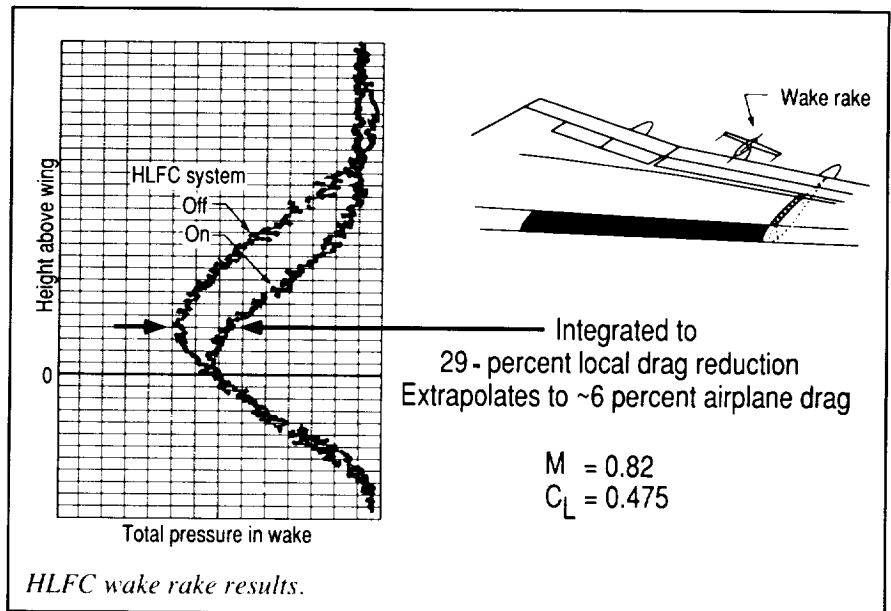 Height above wing
HLFC system
Off
On
0
Total pressure in wake
Wake rake
Integrated to
29 - percent local drag reduction
Extrapolates to ~6 percent airplane drag
M = 0.82
CL = 0.475
HLFC wake rake results.